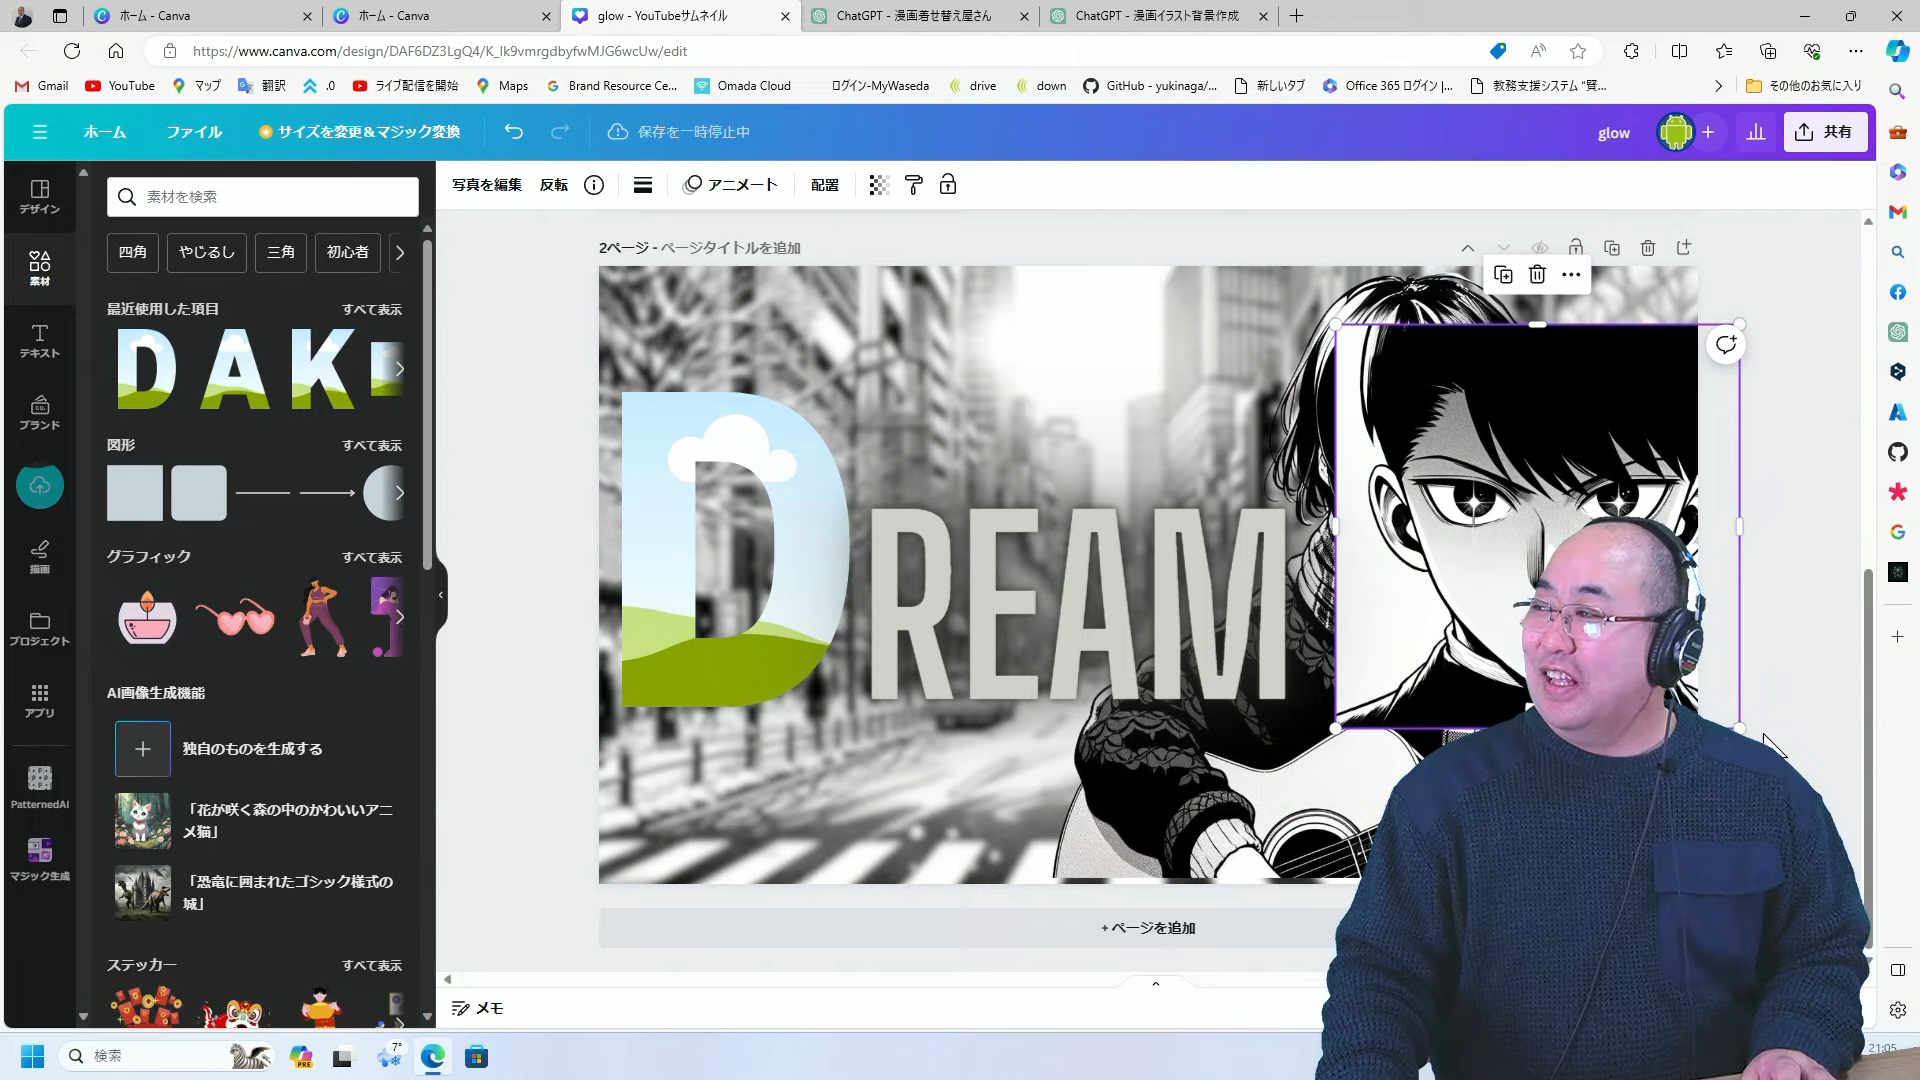 ホーム - Canva
ホーム - Canva
glow - YouTubeサムネイル
ChatGPT - 漫画着せ替え屋さん
ChatGPT - 漫画イラスト背景作成
https://www.canva.com/design/DAF6DZ3LgQ4/K_lk9vmrgdbyfwMJG6wcUw/edit
Gmail
YouTube
マップ
翻訳
.0
ライブ配信を開始
Maps
Brand Resource Ce...
Omada Cloud
ログイン-MyWaseda
drive
down
GitHub - yukinaga/...
新しいタブ
Office 365 ログイン |...
教務支援システム “賢...
その他のお気に入り
ホーム
ファイル
サイズを変更＆マジック変換
保存を一時停止中
glow
共有
デザイン
素材
テキスト
ブランド
描画
プロジェクト
アプリ
PatternedAI
マジック生成
素材を検索
四角
やじるし
三角
初心者
最近使用した項目
すべて表示
D A K
図形
すべて表示
グラフィック
すべて表示
AI画像生成機能
独自のものを生成する
「花が咲く森の中のかわいいアニ
メ猫」
「恐竜に囲まれたゴシック様式の
城」
ステッカー
すべて表示
写真を編集
反転
アニメート
配置
2ページ - ページタイトルを追加
DREAM
+ ページを追加
メモ
検索
PRE
7°
21:05